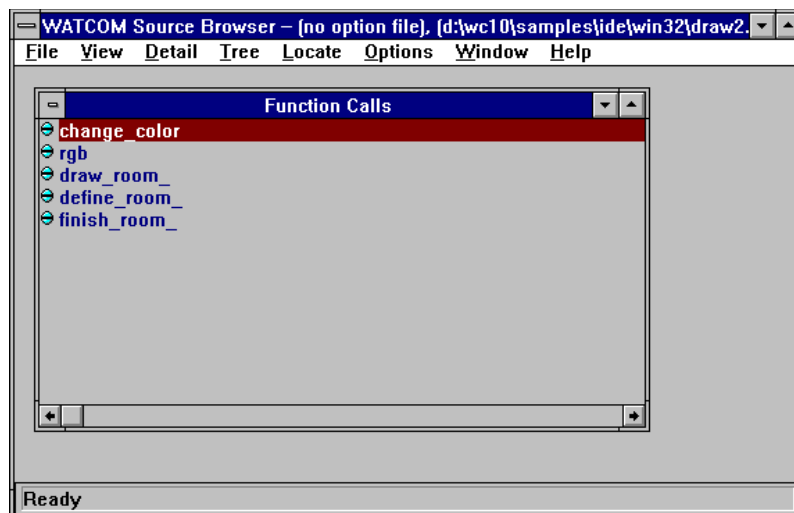 WATCOM Source Browser – (no option file), (d:\wc10\samples\ide\win32\draw2.
File View Detail Tree Locate Options Window Help
Function Calls
change_color
rgb
draw_room_
define_room_
finish_room_
Ready